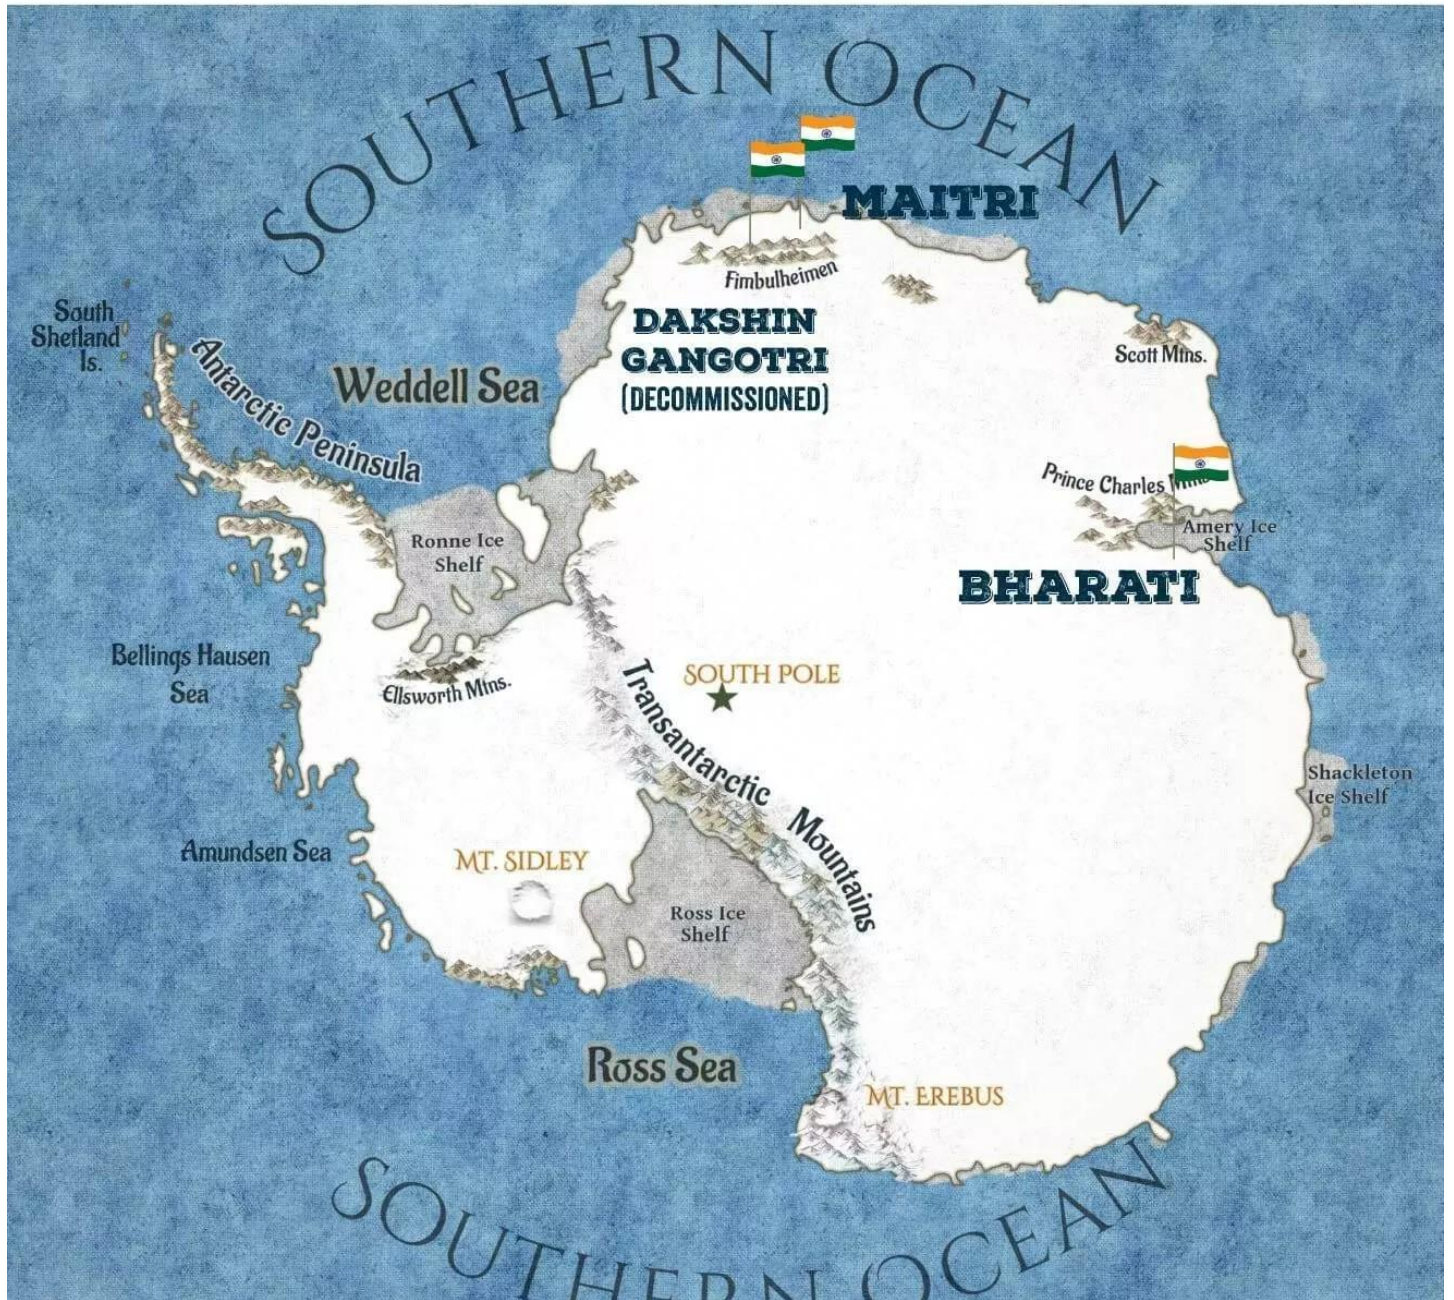 SOUTHERN OCEAN
MAITRI
Fimbulheimen
DAKSHIN
GANGOTRI
(DECOMMISSIONED)
South
Shetland
Is.
Antarctic Peninsula
Weddell Sea
Scott Mtns.
Prince Charles Mtns
Amery Ice
Shelf
BHARATI
Ronne Ice
Shelf
Bellings Hausen
Sea
Ellsworth Mtns.
SOUTH POLE
Transantarctic Mountains
Shackleton
Ice Shelf
Amundsen Sea
MT. SIDLEY
Ross Ice
Shelf
Ross Sea
MT. EREBUS
SOUTHERN OCEAN